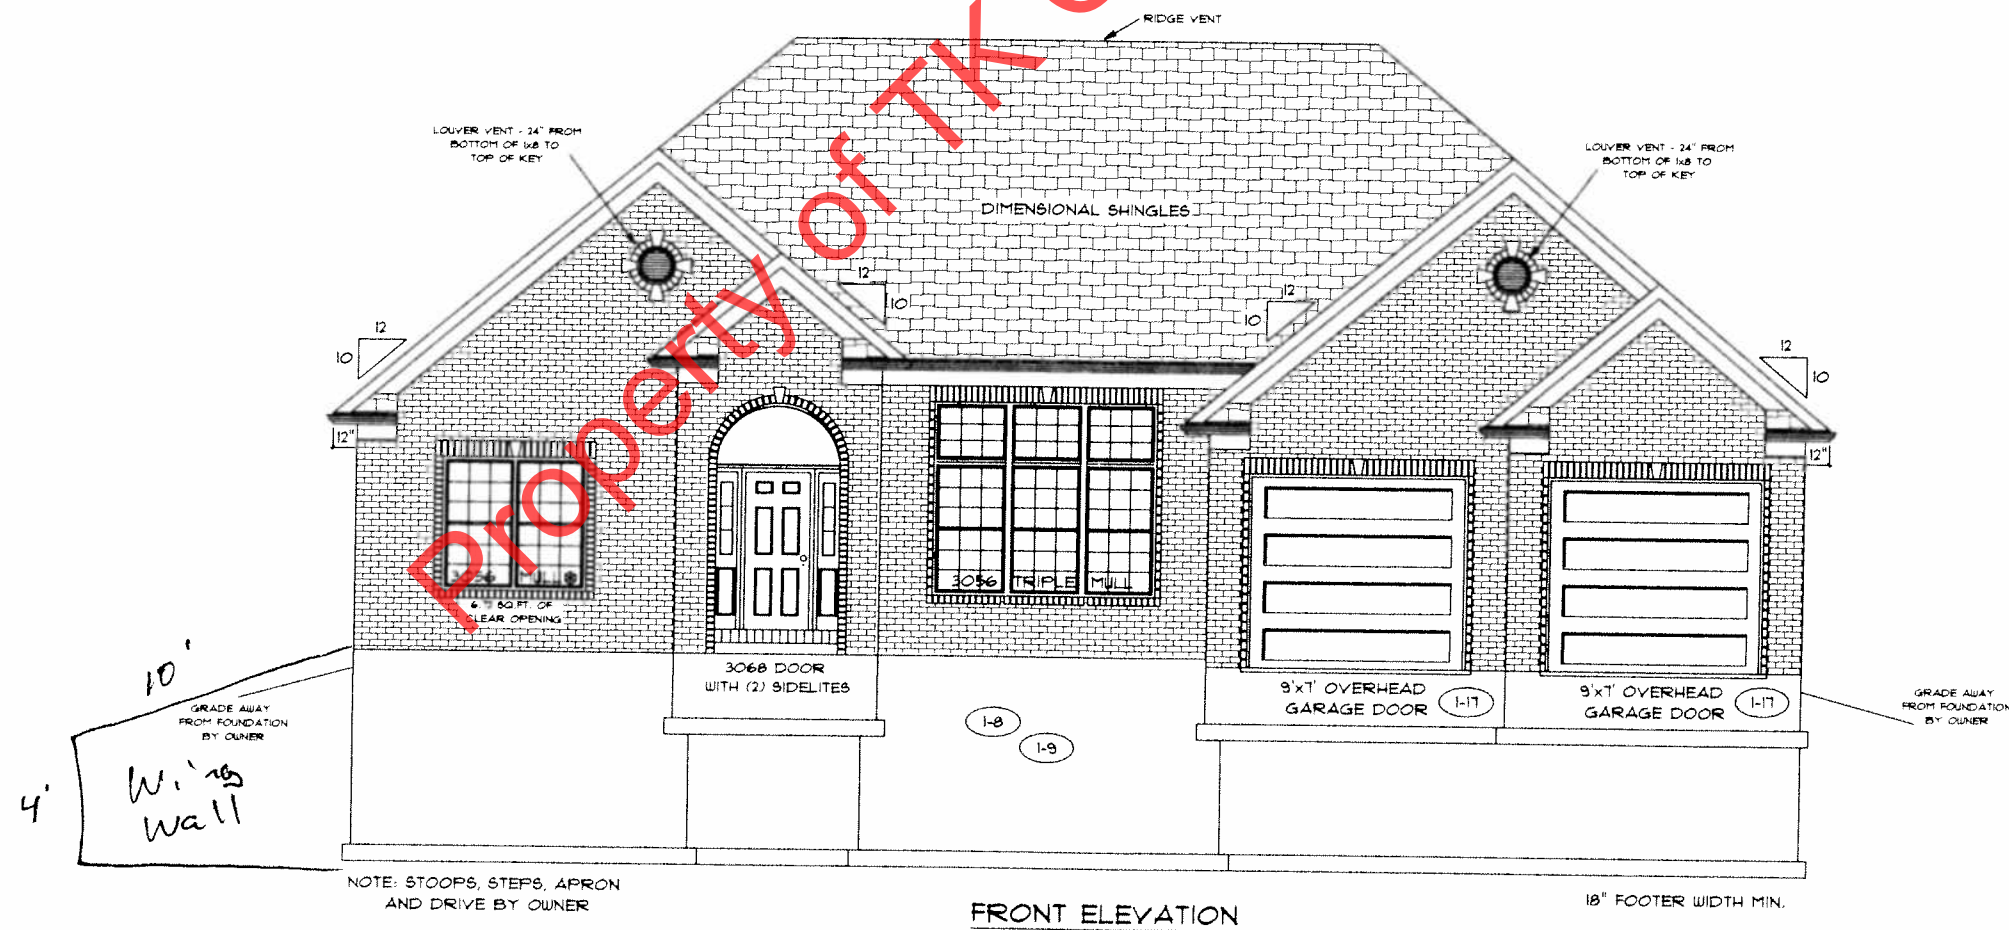 RIDGE VENT
Property of TK
LOUVER VENT - 24" FROM
BOTTOM OF 1x8 TO
TOP OF KEY
LOUVER VENT - 24" FROM
BOTTOM OF 1x8 TO
TOP OF KEY
DIMENSIONAL SHINGLES
12
10
12
10
12
10
12
10
12"
12"
MULL
SQ.FT. OF
CLEAR OPENING
3056 TRIPLE MULL
3068 DOOR
WITH (2) SIDELITES
9'x7' OVERHEAD
GARAGE DOOR
1-17
9'x7' OVERHEAD
GARAGE DOOR
1-17
10'
GRADE AWAY
FROM FOUNDATION
BY OWNER
GRADE AWAY
FROM FOUNDATION
BY OWNER
1-8
1-9
4'
Wing
Wall
NOTE: STOOPS, STEPS, APRON
AND DRIVE BY OWNER
18" FOOTER WIDTH MIN.
FRONT ELEVATION